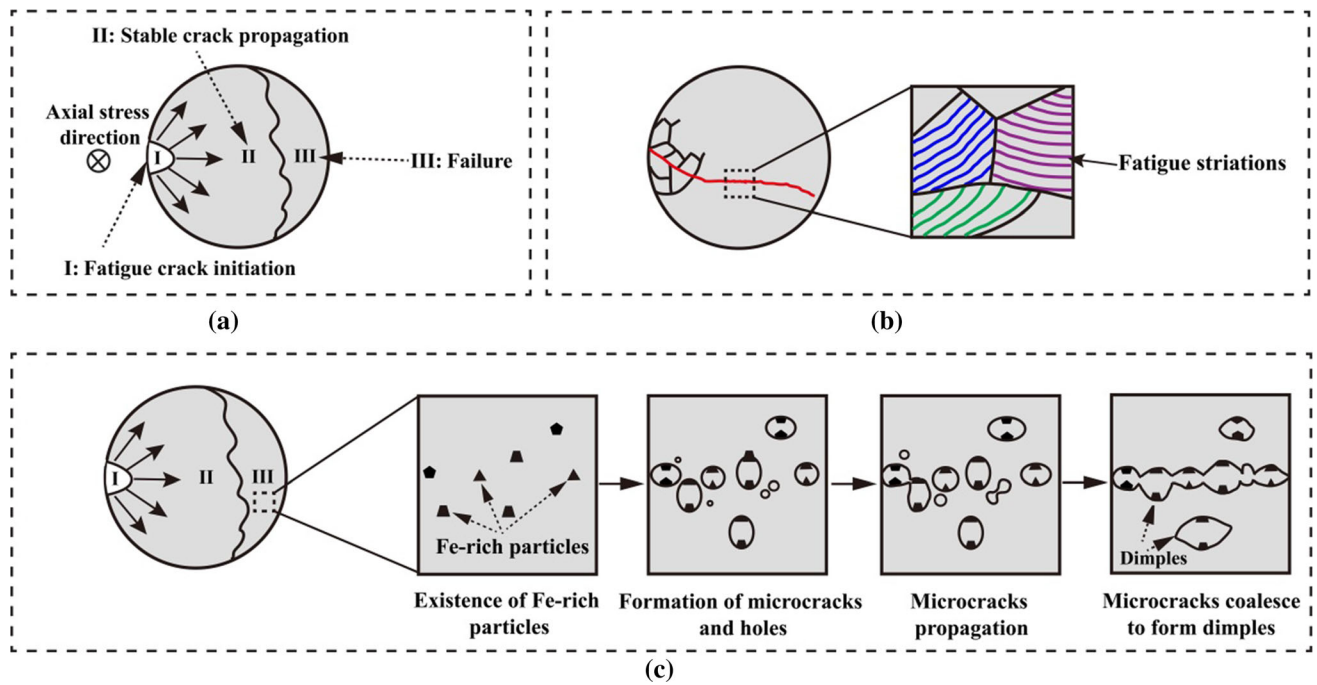 II: Stable crack propagation
Axial stress
direction
I
II
III
III: Failure
I: Fatigue crack initiation
(a)
Fatigue striations
(b)
I
II
III
Fe-rich particles
Existence of Fe-rich
particles
Formation of microcracks
and holes
Microcracks
propagation
Dimples
Microcracks coalesce
to form dimples
(c)